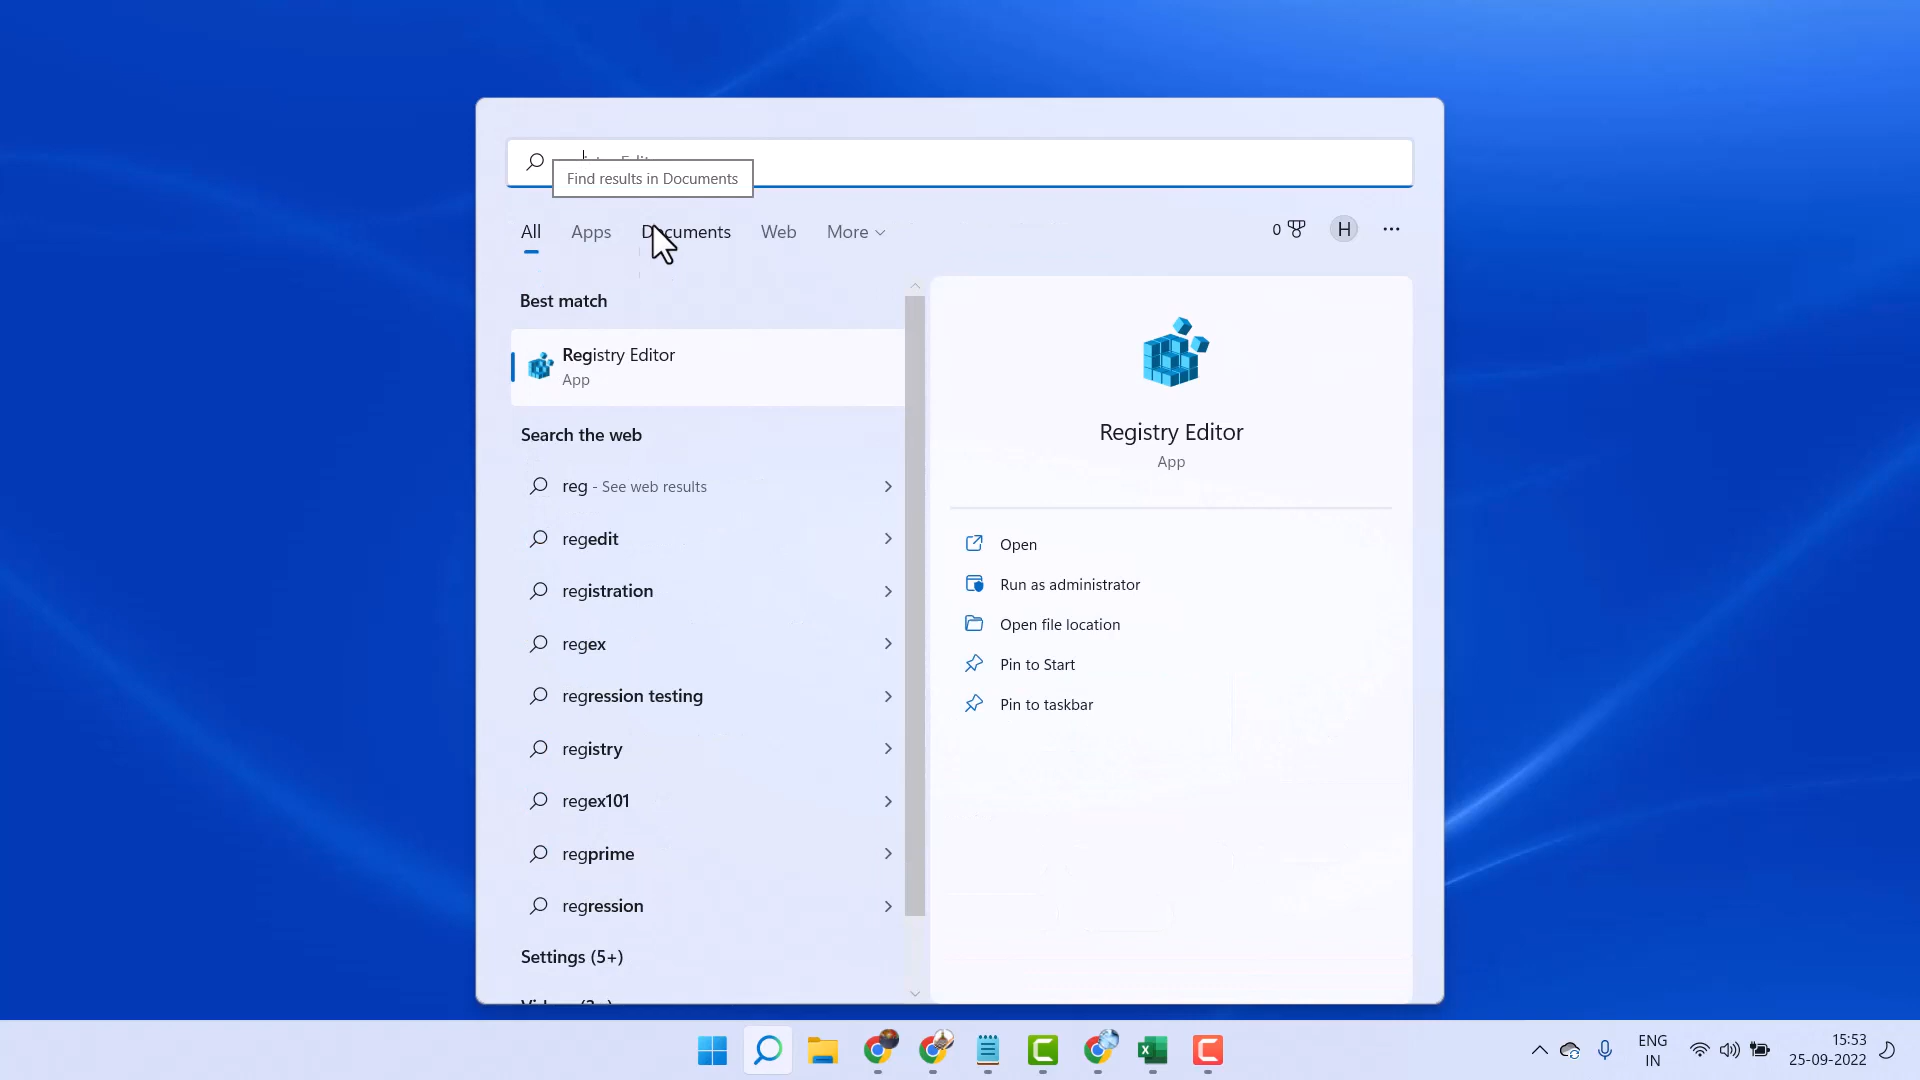 Find results in Documents
All Apps Documents Web More
0 H
Best match
Registry Editor
App
Search the web
reg - See web results
regedit
registration
regex
regression testing
registry
regex101
regprime
regression
Settings (5+)
Registry Editor
App
Open
Run as administrator
Open file location
Pin to Start
Pin to taskbar
ENG
IN
15:53
25-09-2022